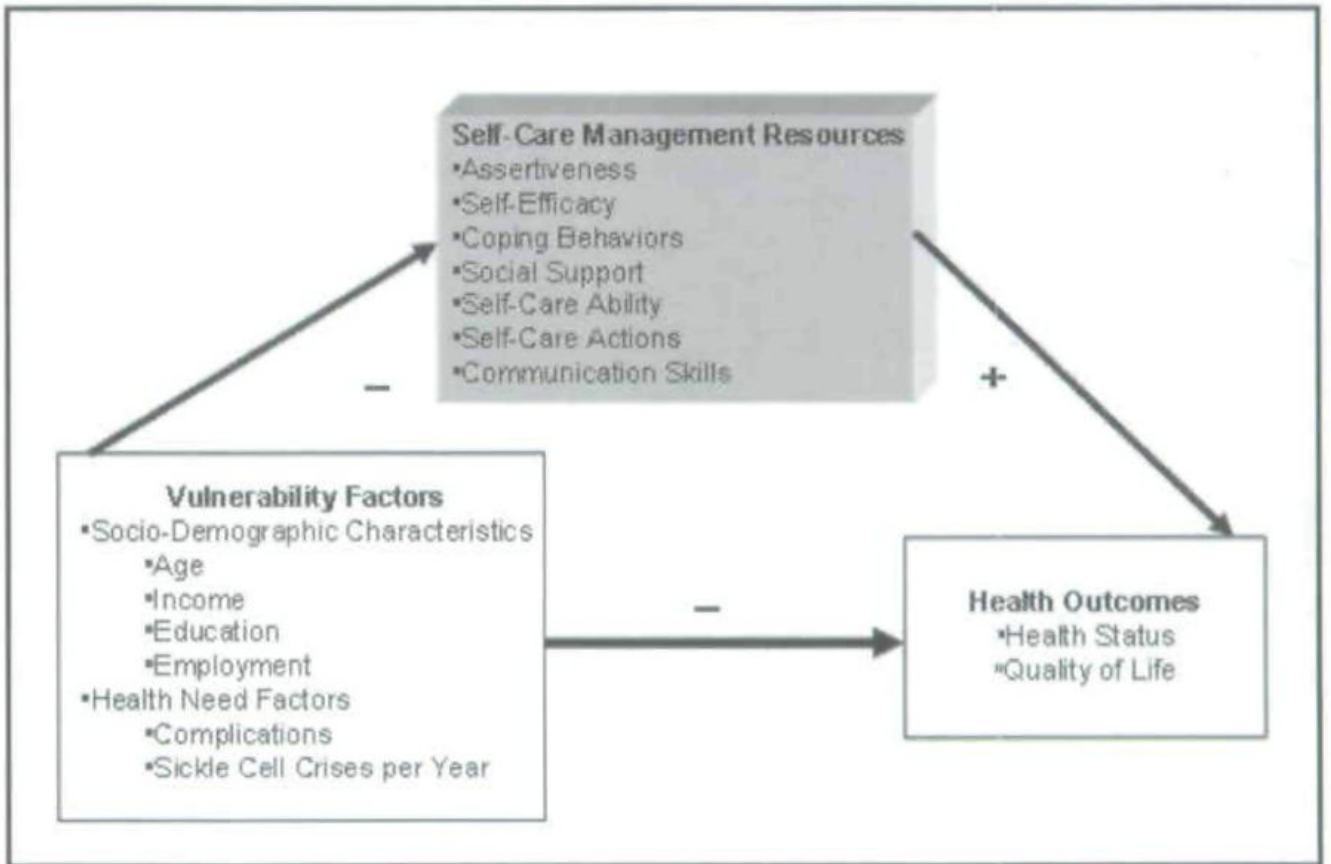 Self-Care Management Resources
▪Assertiveness
▪Self-Efficacy
▪Coping Behaviors
▪Social Support
▪Self-Care Ability
▪Self-Care Actions
▪Communication Skills
−
+
Vulnerability Factors
▪Socio-Demographic Characteristics
▪Age
▪Income
▪Education
▪Employment
▪Health Need Factors
▪Complications
▪Sickle Cell Crises per Year
−
Health Outcomes
▪Health Status
▪Quality of Life